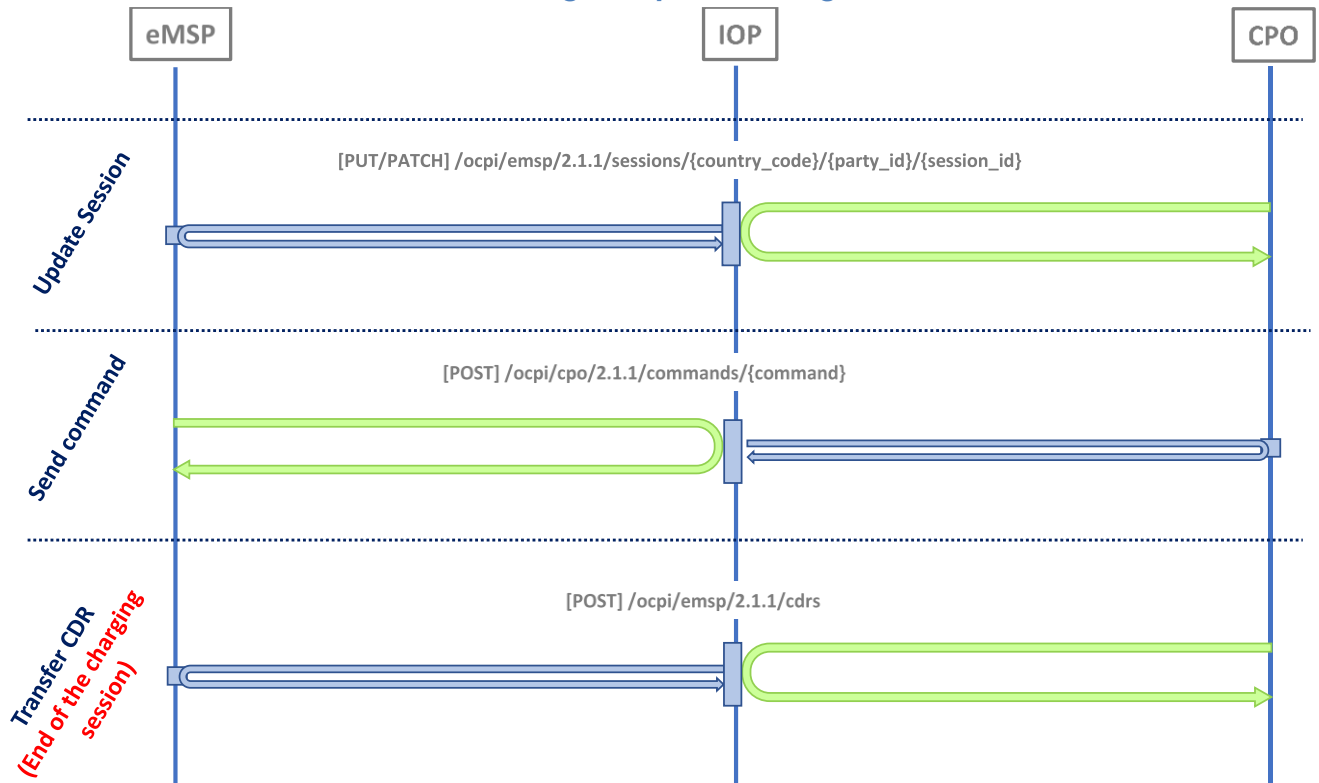 eMSP
IOP
CPO
[PUT/PATCH] /ocpi/emsp/2.1.1/sessions/{country_code}/{party_id}/{session_id}
Update Session
[POST] /ocpi/cpo/2.1.1/commands/{command}
Send command
[POST] /ocpi/emsp/2.1.1/cdrs
Transfer CDR
(End of the charging
session)